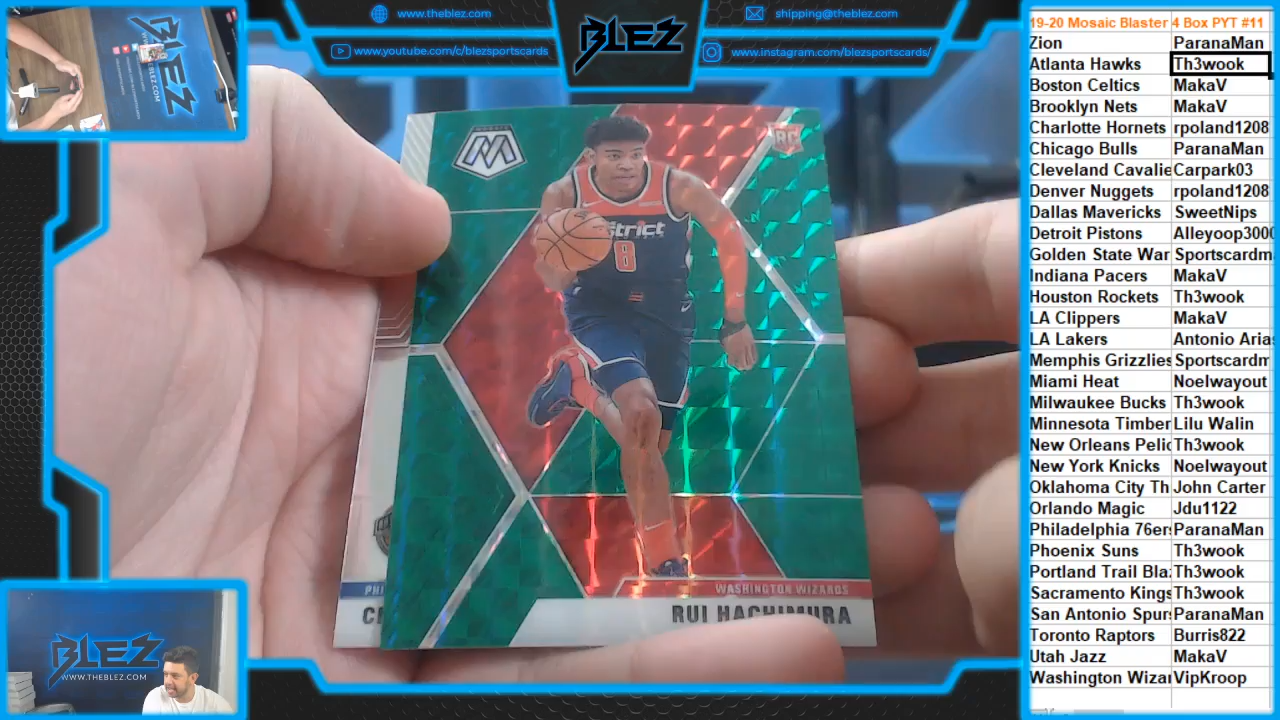 www.theblez.com
shipping@theblez.com
www.youtube.com/c/blezsportscards
BLEZ
www.instagram.com/blezsportscards/
19-20 Mosaic Blaster 4 Box PYT #11
Zion ParanaMan
Atlanta Hawks Th3wook
Boston Celtics MakaV
Brooklyn Nets MakaV
Charlotte Hornets rpoland1208
Chicago Bulls ParanaMan
Cleveland Cavalie Carpark03
Denver Nuggets rpoland1208
Dallas Mavericks SweetNips
Detroit Pistons Alleyoop3000
Golden State War Sportscardm
Indiana Pacers MakaV
Houston Rockets Th3wook
LA Clippers MakaV
LA Lakers Antonio Arias
Memphis Grizzlies Sportscardm
Miami Heat Noelwayout
Milwaukee Bucks Th3wook
Minnesota Timber Lilu Walin
New Orleans Pelic Th3wook
New York Knicks Noelwayout
Oklahoma City Th John Carter
Orlando Magic Jdu1122
Philadelphia 76ers ParanaMan
Phoenix Suns Th3wook
Portland Trail Blaz Th3wook
Sacramento Kings Th3wook
San Antonio Spurs ParanaMan
Toronto Raptors Burris822
Utah Jazz MakaV
Washington Wizar VipKroop
BLEZ
WWW.THEBLEZ.COM
MOSAIC
RC
strict
8
PHI
WASHINGTON WIZARDS
RUI HACHIMURA
BLEZ
WWW.THEBLEZ.COM